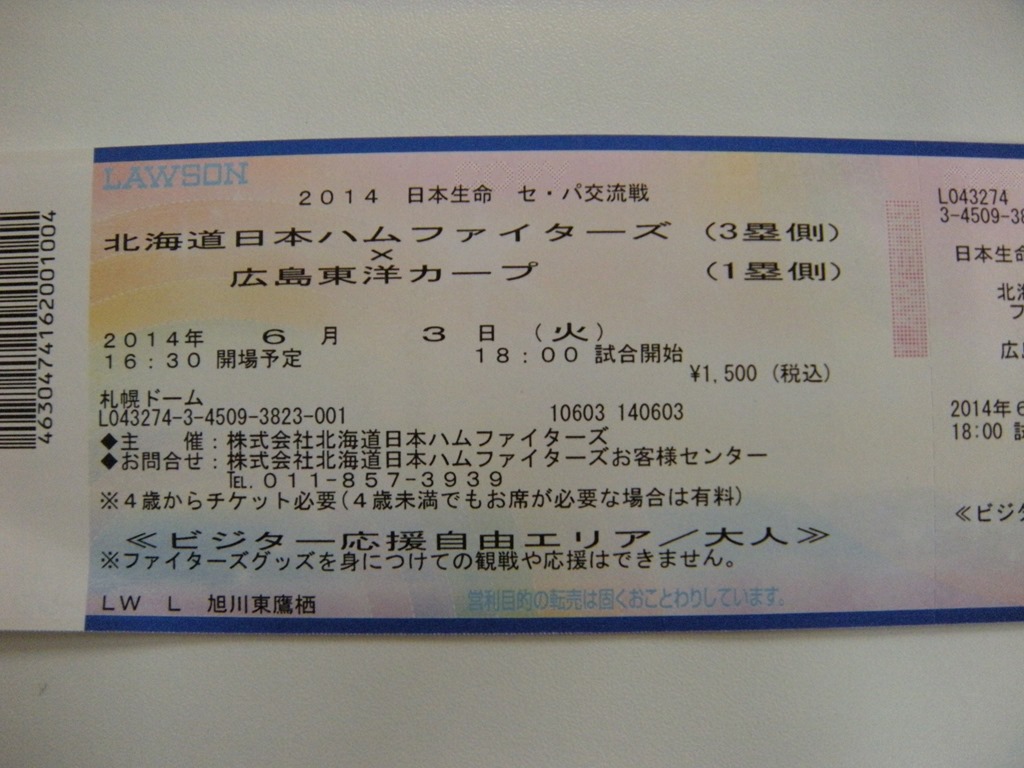 LAWSON
2014 日本生命 セ・パ交流戦
北海道日本ハムファイターズ (3塁側)
×
広島東洋カープ (1塁側)
2014年 6月 3日 (火)
16:30 開場予定 18:00 試合開始
¥1,500 (税込)
札幌ドーム
L043274-3-4509-3823-001 10603 140603
◆主 催:株式会社北海道日本ハムファイターズ
◆お問合せ:株式会社北海道日本ハムファイターズお客様センター
TEL. 011-857-3939
※4歳からチケット必要(4歳未満でもお席が必要な場合は有料)
≪ビジター応援自由エリア/大人≫
※ファイターズグッズを身につけての観戦や応援はできません。
LW L 旭川東鷹栖
営利目的の転売は固くおことわりしています。
4630474162001004
L043274
3-4509-38
日本生命
北海
フ
広島
2014年6
18:00 試
≪ビジタ